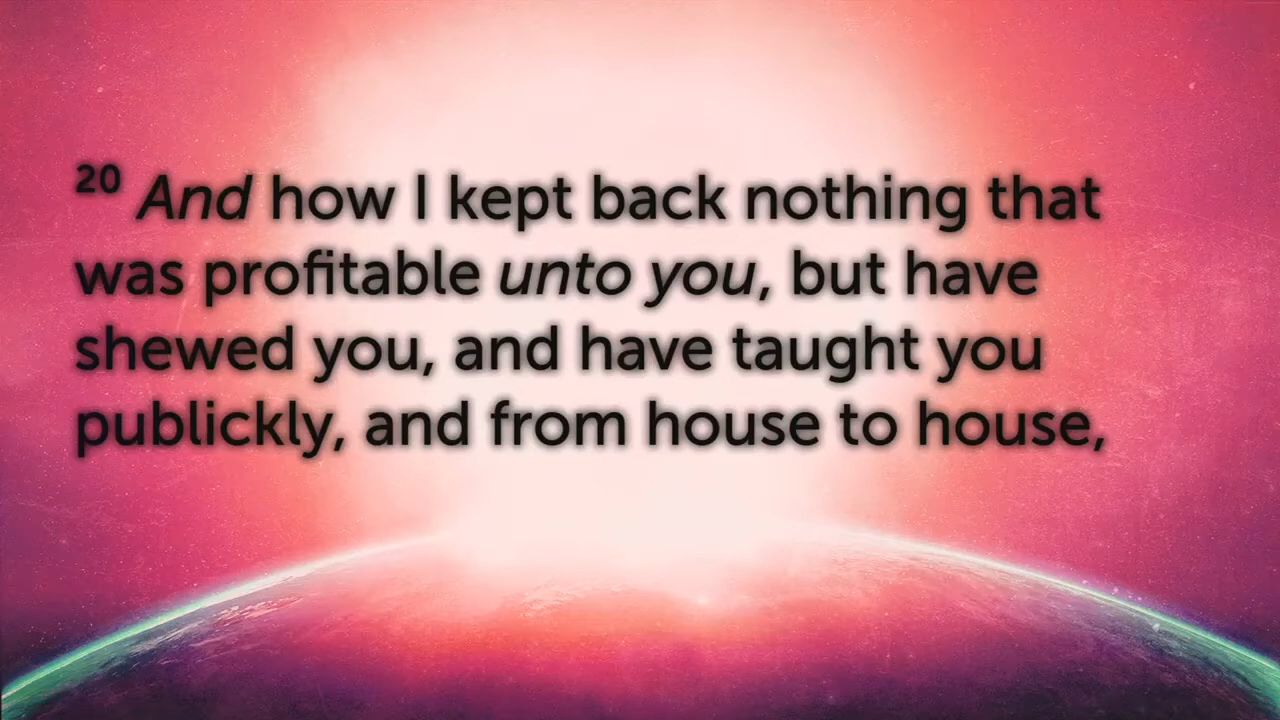 20 And how I kept back nothing that
was profitable unto you, but have
shewed you, and have taught you
publickly, and from house to house,